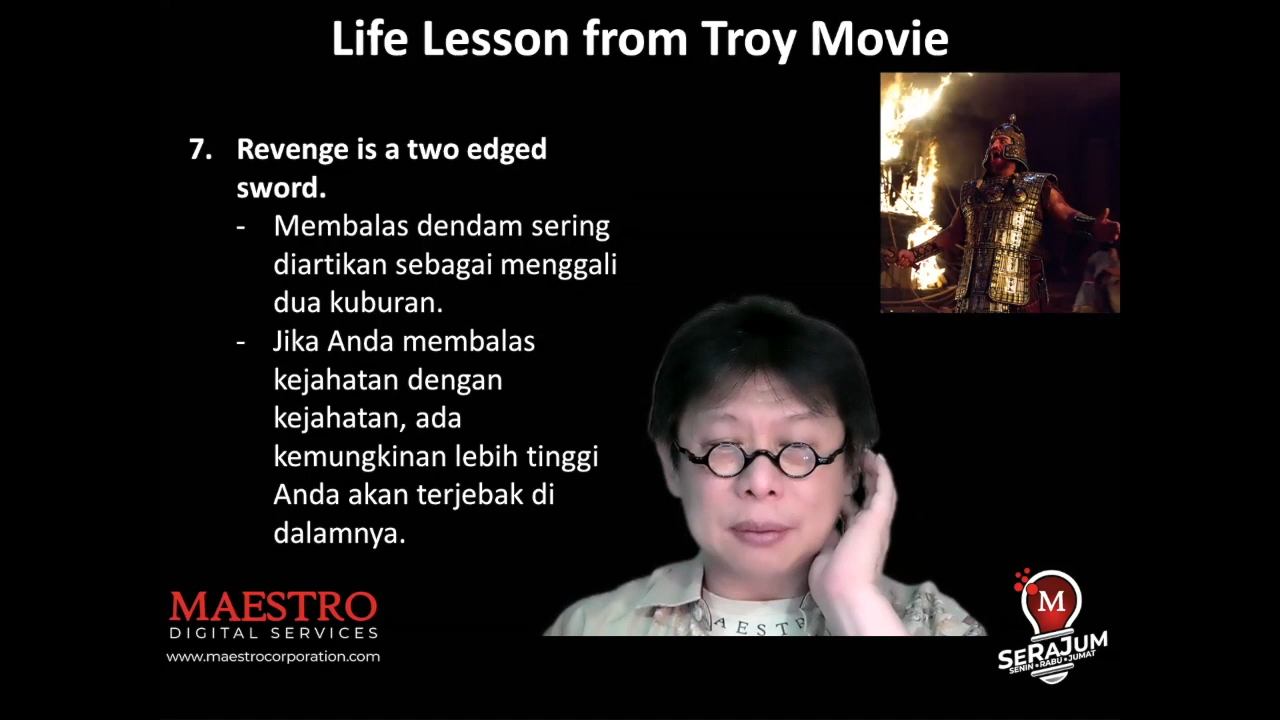 Life Lesson from Troy Movie
7. Revenge is a two edged
sword.
- Membalas dendam sering
diartikan sebagai menggali
dua kuburan.
- Jika Anda membalas
kejahatan dengan
kejahatan, ada
kemungkinan lebih tinggi
Anda akan terjebak di
dalamnya.
MAESTRO
DIGITAL SERVICES
www.maestrocorporation.com
AESTR
M
SERAJUM
SENIN • RABU • JUMAT